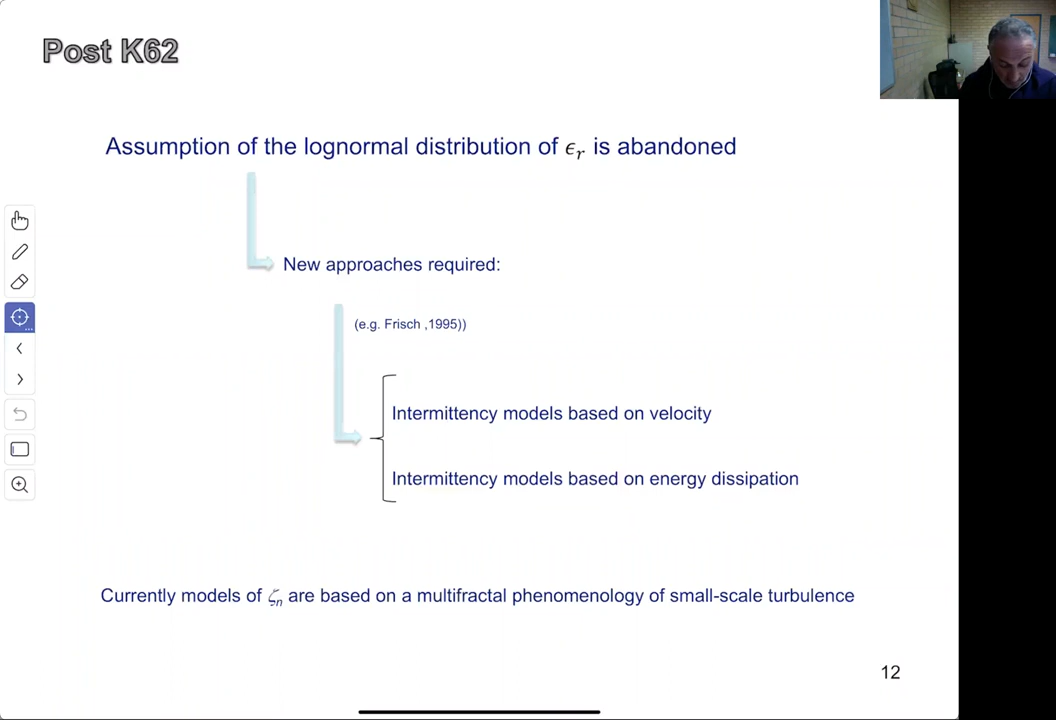 Post K62
Assumption of the lognormal distribution of ϵr is abandoned
New approaches required:
(e.g. Frisch ,1995))
Intermittency models based on velocity
Intermittency models based on energy dissipation
Currently models of ζn are based on a multifractal phenomenology of small-scale turbulence
12